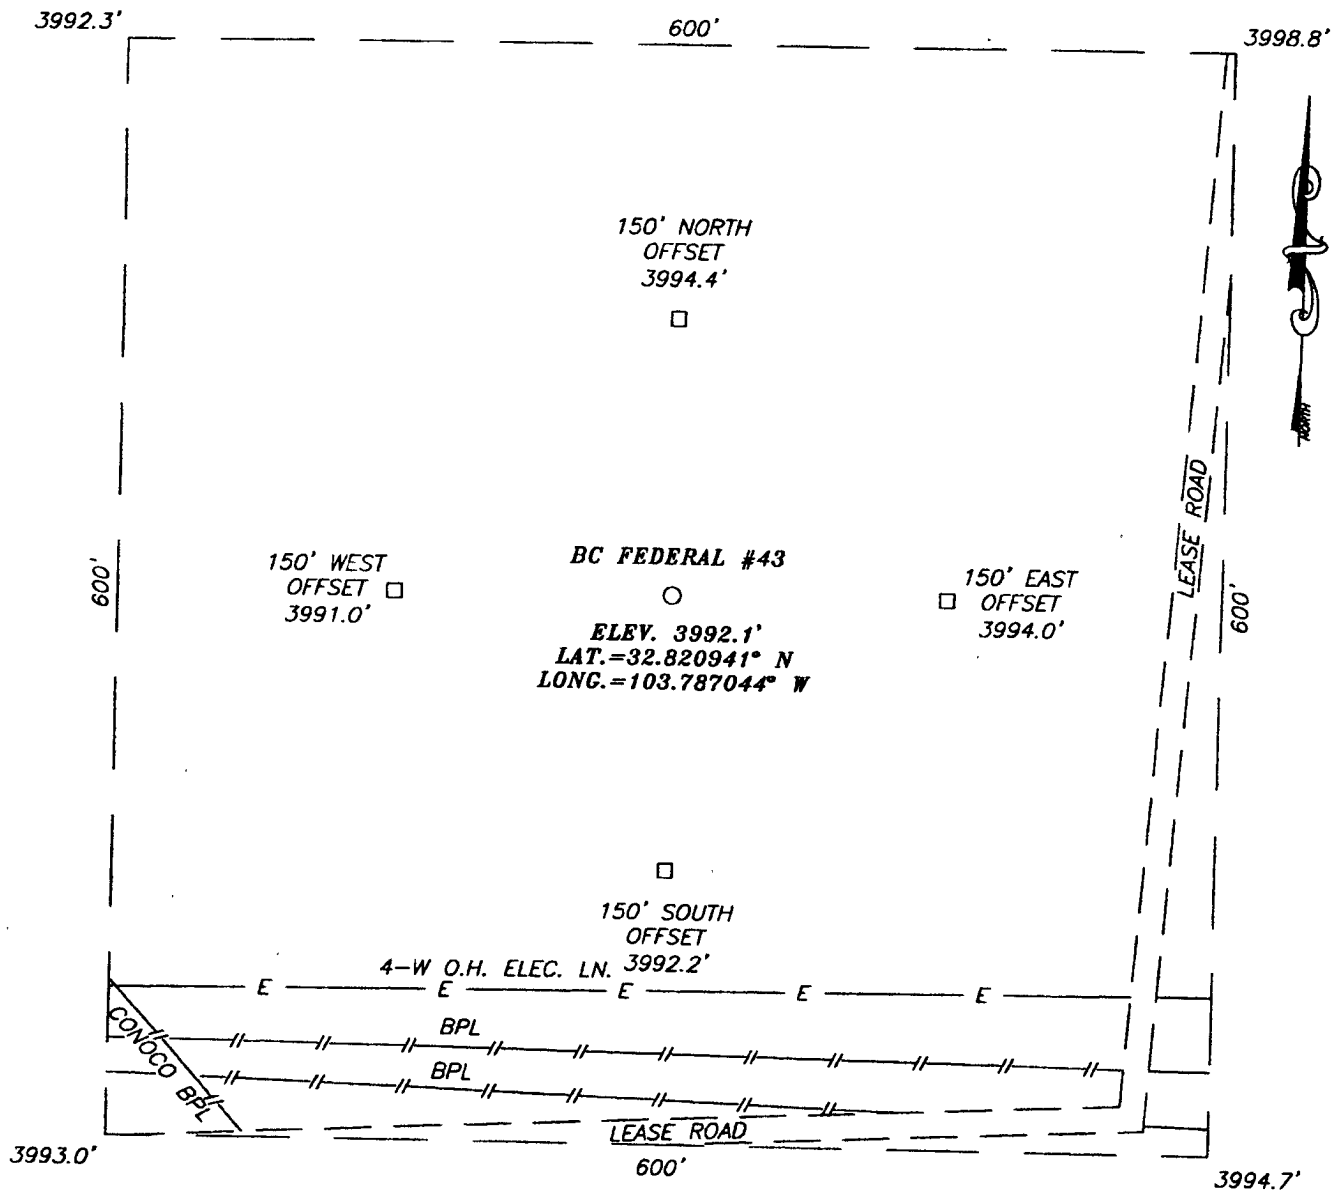 3992.3'
600'
3998.8'
150' NORTH
OFFSET
3994.4'
NORTH
LEASE ROAD
600'
150' WEST
OFFSET
3991.0'
BC FEDERAL #43
ELEV. 3992.1'
LAT.=32.820941° N
LONG.=103.787044° W
150' EAST
OFFSET
3994.0'
600'
150' SOUTH
OFFSET
3992.2'
4-W O.H. ELEC. LN.
E E E E E
CONOCO BPL
BPL
BPL
LEASE ROAD
3993.0'
600'
3994.7'